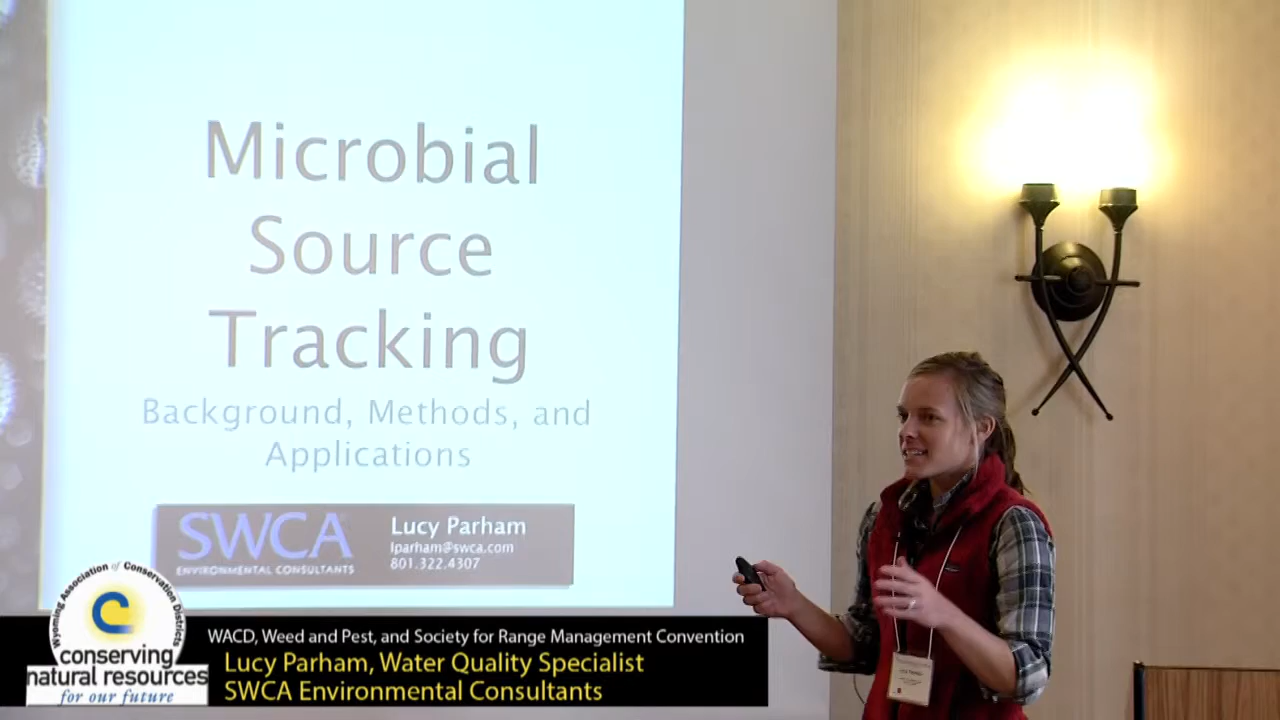 Microbial
Source
Tracking
Background, Methods, and
Applications
SWCA
ENVIRONMENTAL CONSULTANTS
Lucy Parham
lparham@swca.com
801.322.4307
Wyoming Association of Conservation Districts
conserving
natural resources
for our future
WACD, Weed and Pest, and Society for Range Management Convention
Lucy Parham, Water Quality Specialist
SWCA Environmental Consultants